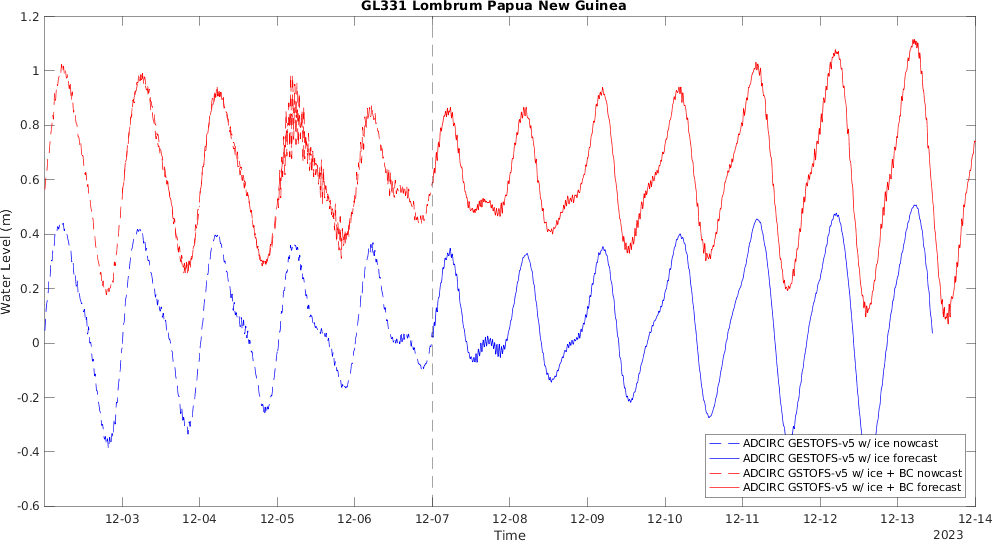 GL331 Lombrum Papua New Guinea
1.2
1
0.8
0.6
0.4
0.2
0
-0.2
-0.4
-0.6
Water Level (m)
12-03 12-04 12-05 12-06 12-07 12-08 12-09 12-10 12-11 12-12 12-13 12-14
Time
2023
ADCIRC GESTOFS-v5 w/ ice nowcast
ADCIRC GESTOFS-v5 w/ ice forecast
ADCIRC GSTOFS-v5 w/ ice + BC nowcast
ADCIRC GSTOFS-v5 w/ ice + BC forecast